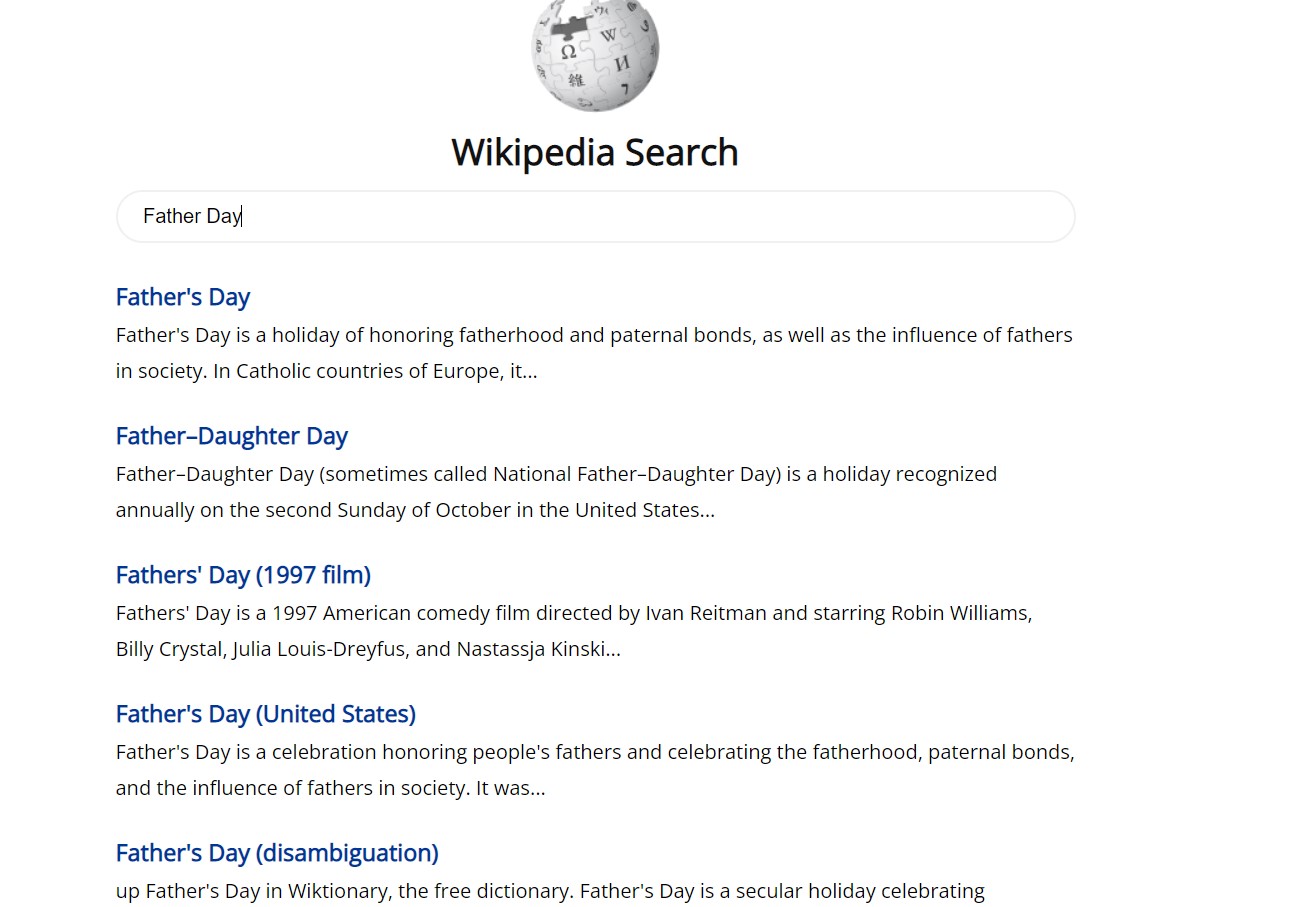 Ω W И 維
Wikipedia Search
Father Day
Father's Day
Father's Day is a holiday of honoring fatherhood and paternal bonds, as well as the influence of fathers
in society. In Catholic countries of Europe, it...
Father–Daughter Day
Father–Daughter Day (sometimes called National Father–Daughter Day) is a holiday recognized
annually on the second Sunday of October in the United States...
Fathers' Day (1997 film)
Fathers' Day is a 1997 American comedy film directed by Ivan Reitman and starring Robin Williams,
Billy Crystal, Julia Louis-Dreyfus, and Nastassja Kinski...
Father's Day (United States)
Father's Day is a celebration honoring people's fathers and celebrating the fatherhood, paternal bonds,
and the influence of fathers in society. It was...
Father's Day (disambiguation)
up Father's Day in Wiktionary, the free dictionary. Father's Day is a secular holiday celebrating